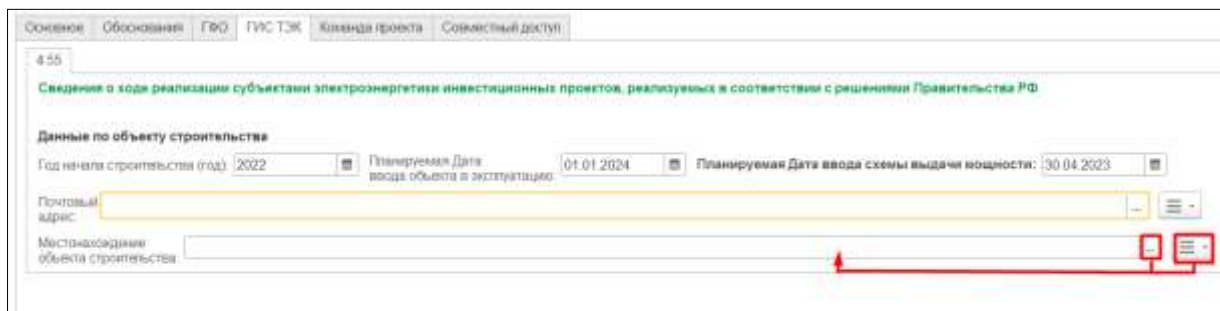 Основное Обоснования ГФО ГИС ТЭК Команда проекта Совместный доступ
4.55
Сведения о ходе реализации субъектами электроэнергетики инвестиционных проектов, реализуемых в соответствии с решениями Правительства РФ
Данные по объекту строительства
Год начала строительства (год): 2022 Планируемая Дата ввода объекта в эксплуатацию: 01.01.2024 Планируемая Дата ввода схемы выдачи мощности: 30.04.2023
Почтовый адрес: ...
Местонахождение объекта строительства: ...